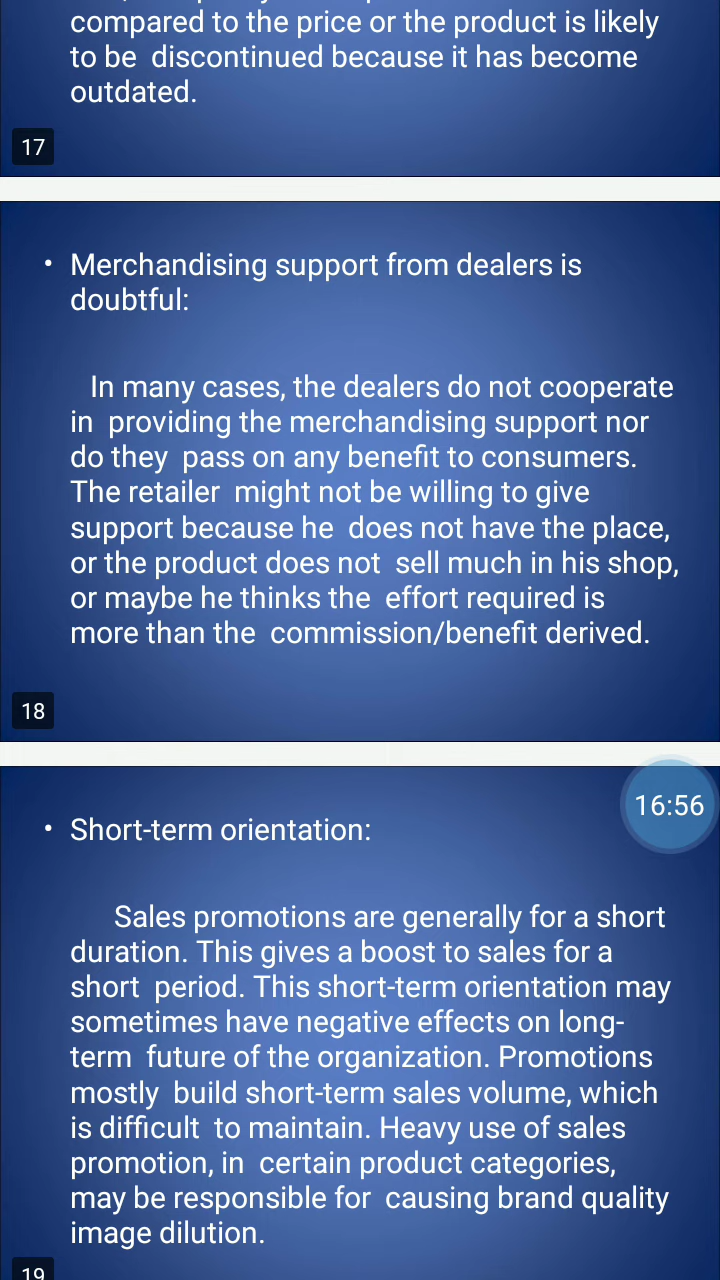 compared to the price or the product is likely
to be  discontinued because it has become
outdated.
17
• Merchandising support from dealers is
doubtful:
In many cases, the dealers do not cooperate
in  providing the merchandising support nor
do they  pass on any benefit to consumers.
The retailer  might not be willing to give
support because he  does not have the place,
or the product does not  sell much in his shop,
or maybe he thinks the  effort required is
more than the  commission/benefit derived.
18
16:56
• Short-term orientation:
Sales promotions are generally for a short
duration. This gives a boost to sales for a
short  period. This short-term orientation may
sometimes have negative effects on long-
term  future of the organization. Promotions
mostly  build short-term sales volume, which
is difficult  to maintain. Heavy use of sales
promotion, in  certain product categories,
may be responsible for  causing brand quality
image dilution.
19